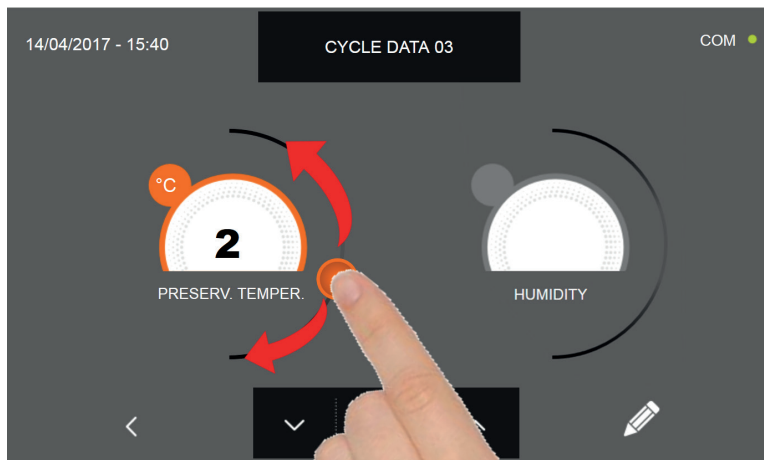 14/04/2017 - 15:40
CYCLE DATA 03
COM
°C
2
PRESERV. TEMPER.
HUMIDITY